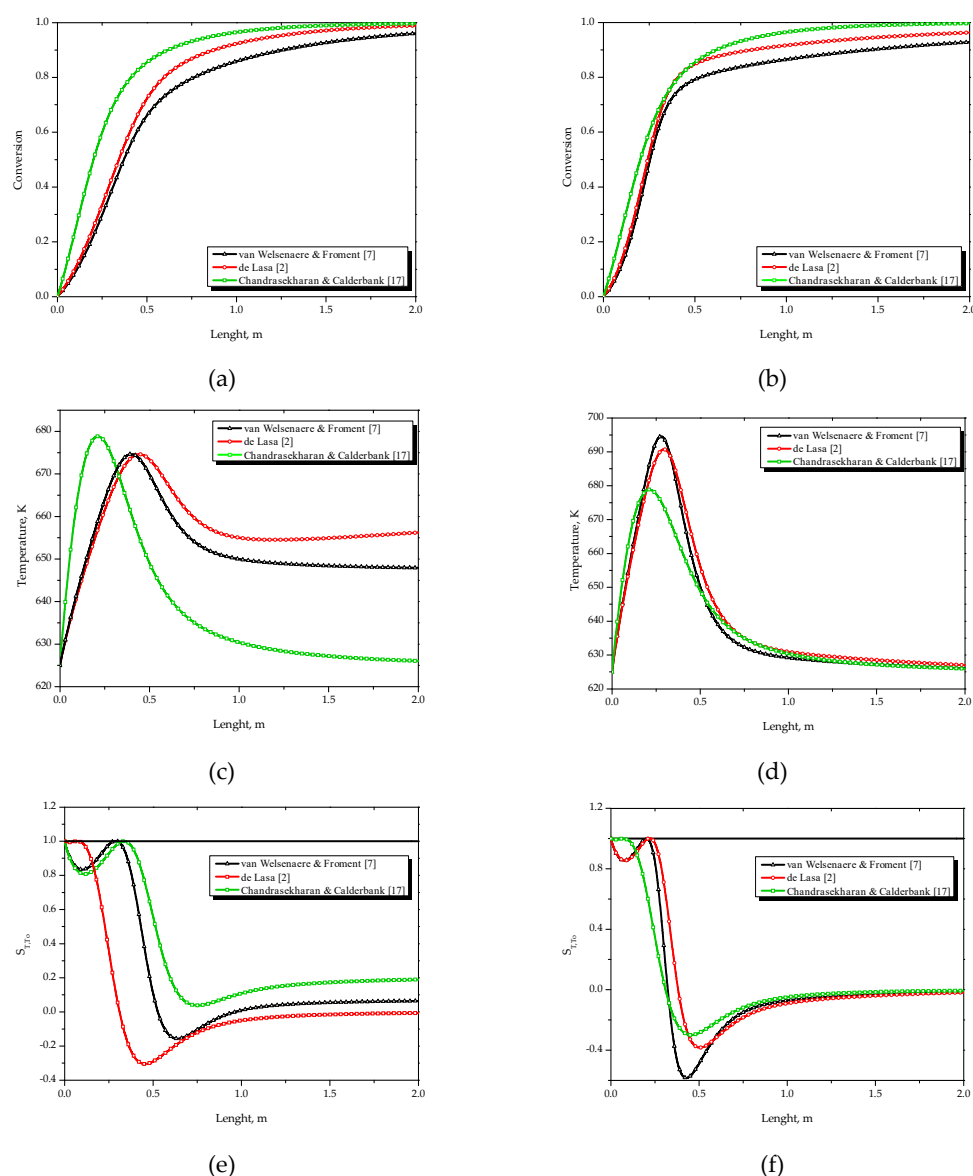 1.0
0.8
0.6
0.4
0.2
0.0
Conversion
van Welsenaere & Froment [7]
de Lasa [2]
Chandrasekharan & Calderbank [17]
0.0 0.5 1.0 1.5 2.0
Lenght, m
(a)
1.0
0.8
0.6
0.4
0.2
0.0
Conversion
van Welsenaere & Froment [7]
de Lasa [2]
Chandrasekharan & Calderbank [17]
0.0 0.5 1.0 1.5 2.0
Lenght, m
(b)
680
670
660
650
640
630
620
Temperature, K
van Welsenaere & Froment [7]
de Lasa [2]
Chandrasekharan & Calderbank [17]
0.0 0.5 1.0 1.5 2.0
Lenght, m
(c)
700
690
680
670
660
650
640
630
620
Temperature, K
van Welsenaere & Froment [7]
de Lasa [2]
Chandrasekharan & Calderbank [17]
0.0 0.5 1.0 1.5 2.0
Lenght, m
(d)
1.2
1.0
0.8
0.6
0.4
0.2
0.0
-0.2
-0.4
S_T,To
van Welsenaere & Froment [7]
de Lasa [2]
Chandrasekharan & Calderbank [17]
0.0 0.5 1.0 1.5 2.0
Lenght, m
(e)
1.2
0.8
0.4
0.0
-0.4
S_T,To
van Welsenaere & Froment [7]
de Lasa [2]
Chandrasekharan & Calderbank [17]
0.0 0.5 1.0 1.5 2.0
Lenght, m
(f)